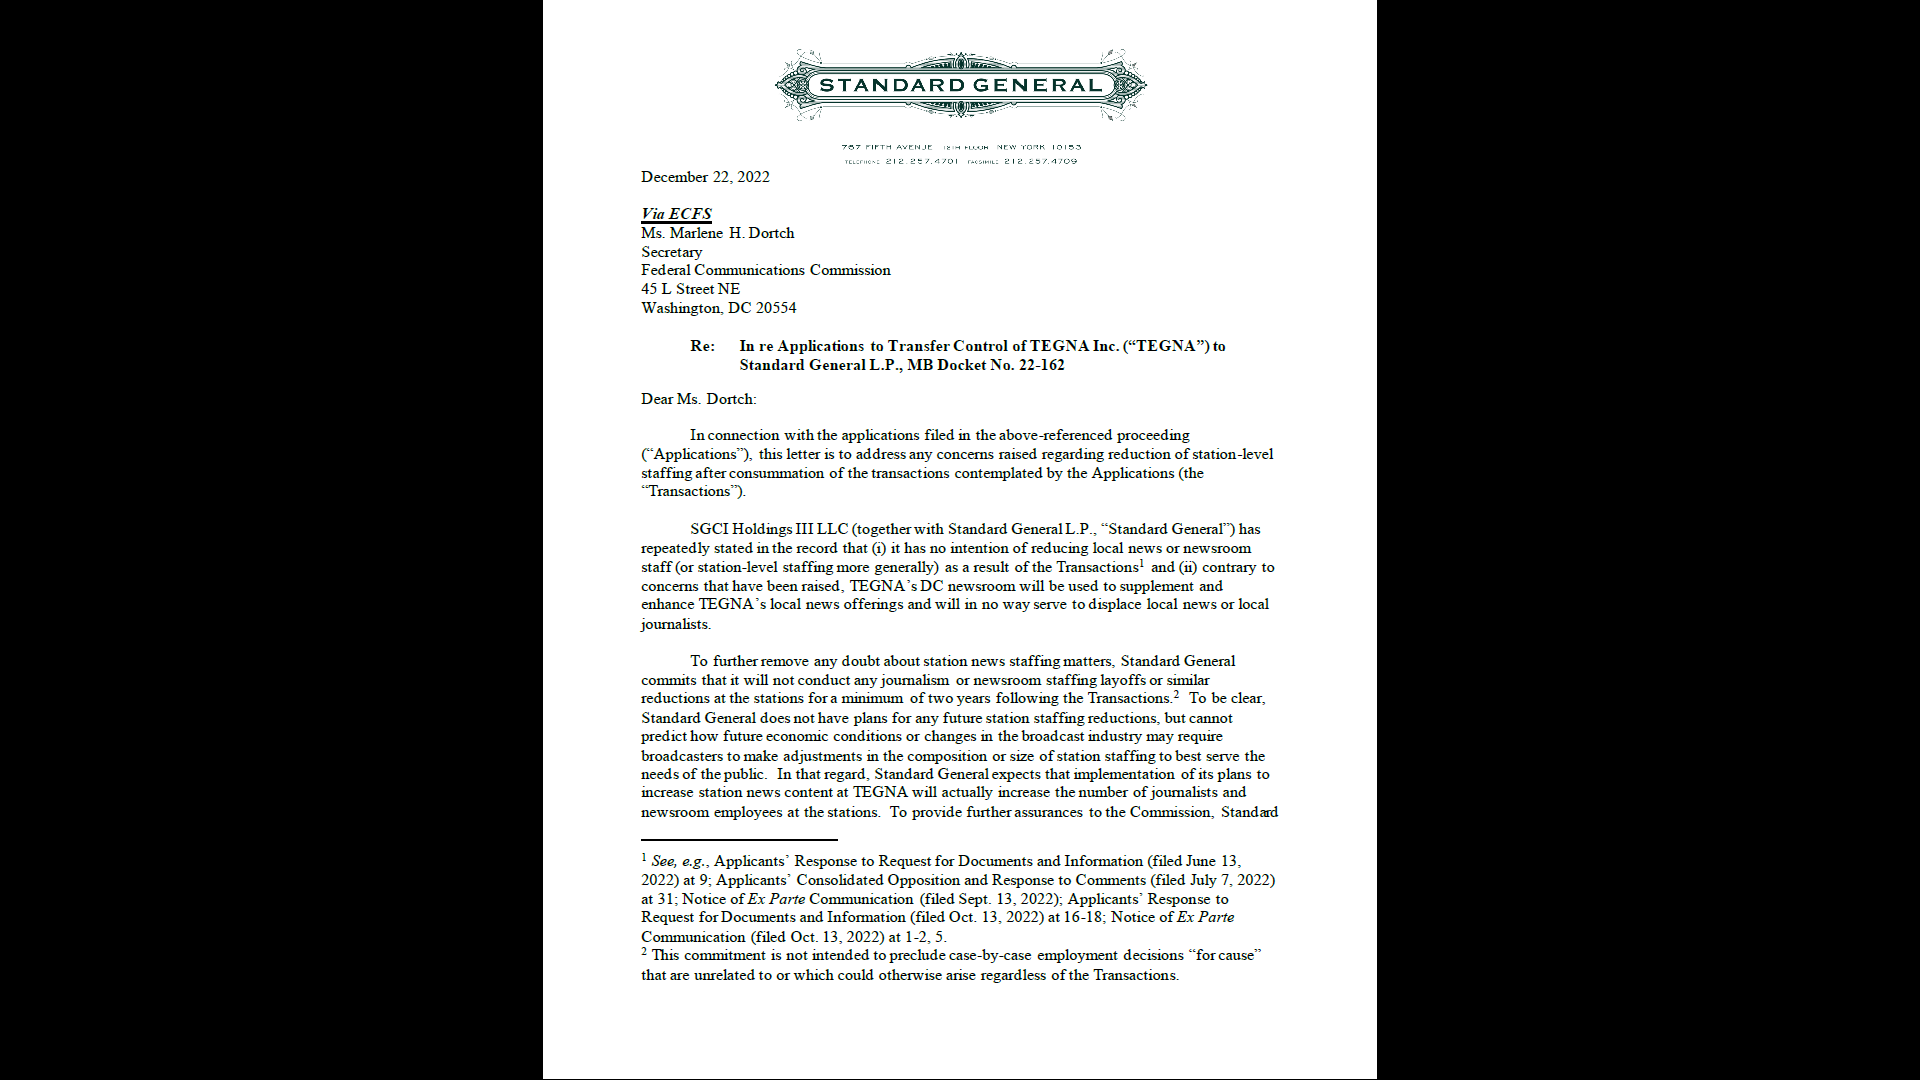 STANDARD GENERAL
767 FIFTH AVENUE 12TH FLOOR NEW YORK 10153
TELEPHONE 212.257.4701 FACSIMILE 212.257.4709
December 22, 2022
Via ECFS
Ms. Marlene H. Dortch
Secretary
Federal Communications Commission
45 L Street NE
Washington, DC 20554
Re: In re Applications to Transfer Control of TEGNA Inc. (“TEGNA”) to
Standard General L.P., MB Docket No. 22-162
Dear Ms. Dortch:
In connection with the applications filed in the above-referenced proceeding
(“Applications”), this letter is to address any concerns raised regarding reduction of station-level
staffing after consummation of the transactions contemplated by the Applications (the
“Transactions”).
SGCI Holdings III LLC (together with Standard General L.P., “Standard General”) has
repeatedly stated in the record that (i) it has no intention of reducing local news or newsroom
staff (or station-level staffing more generally) as a result of the Transactions1 and (ii) contrary to
concerns that have been raised, TEGNA’s DC newsroom will be used to supplement and
enhance TEGNA’s local news offerings and will in no way serve to displace local news or local
journalists.
To further remove any doubt about station news staffing matters, Standard General
commits that it will not conduct any journalism or newsroom staffing layoffs or similar
reductions at the stations for a minimum of two years following the Transactions.2 To be clear,
Standard General does not have plans for any future station staffing reductions, but cannot
predict how future economic conditions or changes in the broadcast industry may require
broadcasters to make adjustments in the composition or size of station staffing to best serve the
needs of the public. In that regard, Standard General expects that implementation of its plans to
increase station news content at TEGNA will actually increase the number of journalists and
newsroom employees at the stations. To provide further assurances to the Commission, Standard
1 See, e.g., Applicants’ Response to Request for Documents and Information (filed June 13,
2022) at 9; Applicants’ Consolidated Opposition and Response to Comments (filed July 7, 2022)
at 31; Notice of Ex Parte Communication (filed Sept. 13, 2022); Applicants’ Response to
Request for Documents and Information (filed Oct. 13, 2022) at 16-18; Notice of Ex Parte
Communication (filed Oct. 13, 2022) at 1-2, 5.
2 This commitment is not intended to preclude case-by-case employment decisions “for cause”
that are unrelated to or which could otherwise arise regardless of the Transactions.